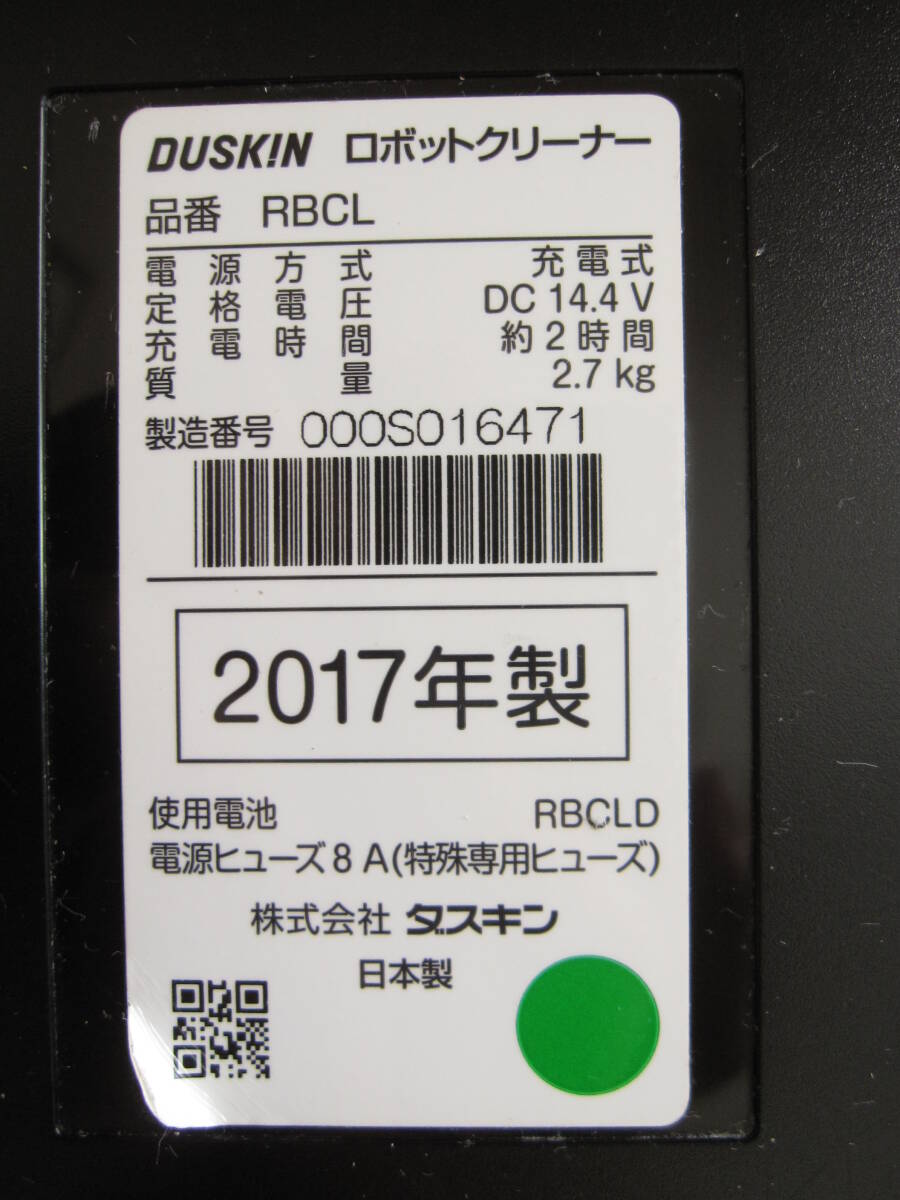 DUSK!N ロボットクリーナー
品番 RBCL
電源方式 充電式
定格電圧 DC 14.4 V
充電時間 約2時間
質量 2.7 kg
製造番号 000S016471
2017年製
使用電池 RBCLD
電源ヒューズ8 A(特殊専用ヒューズ)
株式会社 ダスキン
日本製